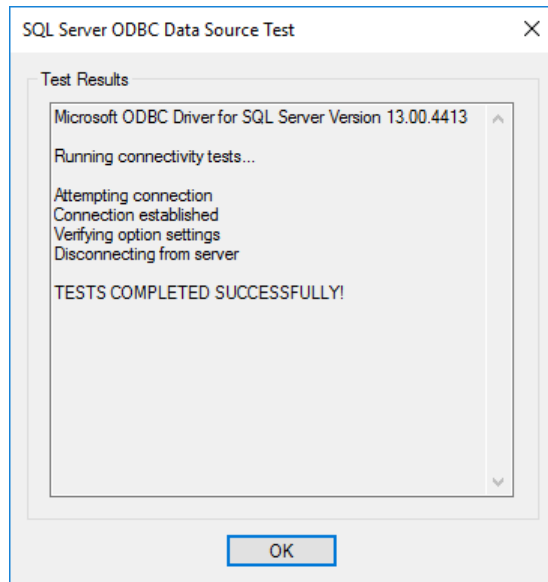 SQL Server ODBC Data Source Test
Test Results
Microsoft ODBC Driver for SQL Server Version 13.00.4413
Running connectivity tests...
Attempting connection
Connection established
Verifying option settings
Disconnecting from server
TESTS COMPLETED SUCCESSFULLY!
OK